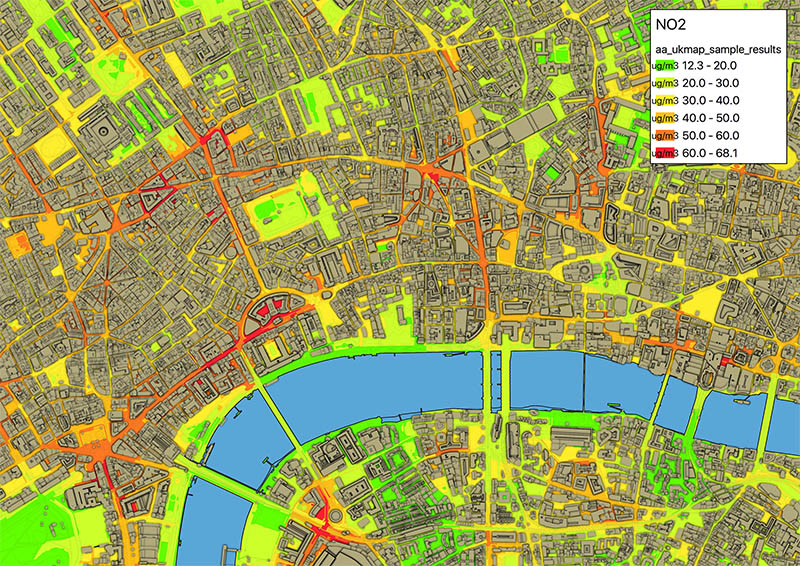 NO2
aa_ukmap_sample_results
ug/m3 12.3 - 20.0
ug/m3 20.0 - 30.0
ug/m3 30.0 - 40.0
ug/m3 40.0 - 50.0
ug/m3 50.0 - 60.0
ug/m3 60.0 - 68.1